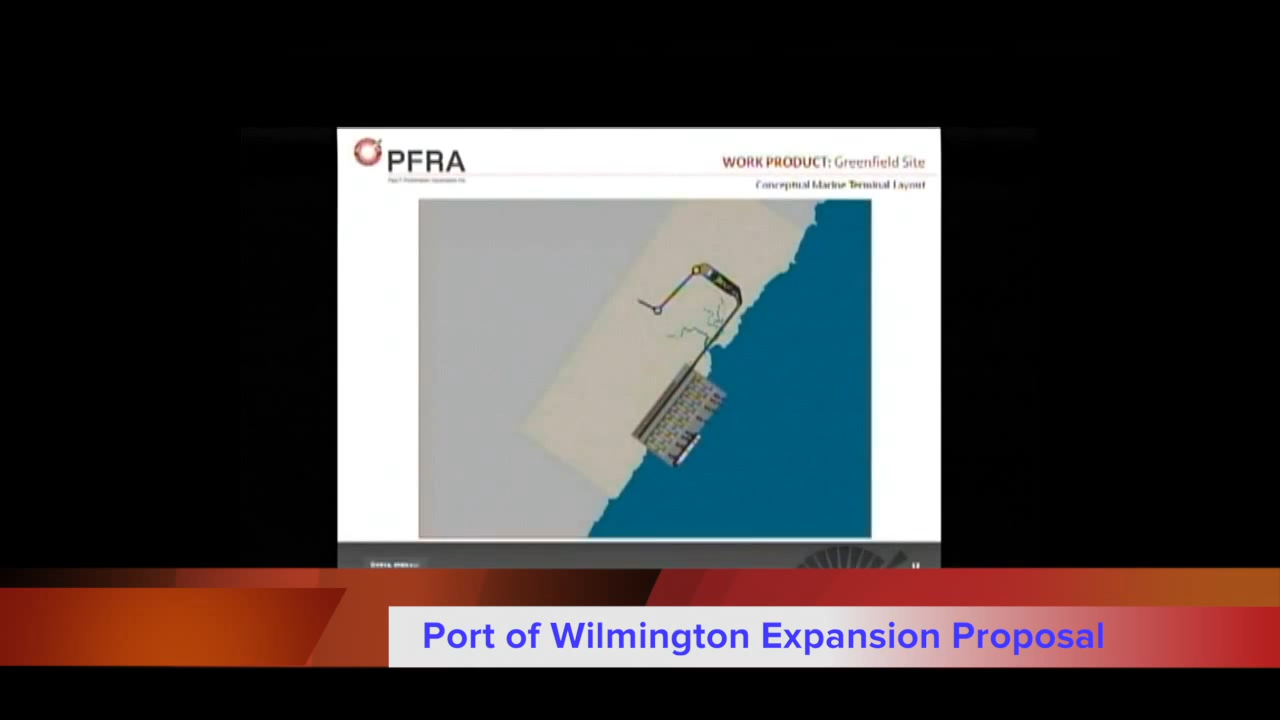 PFRA
WORK PRODUCT: Greenfield Site
Conceptual Marine Terminal Layout
Port of Wilmington Expansion Proposal